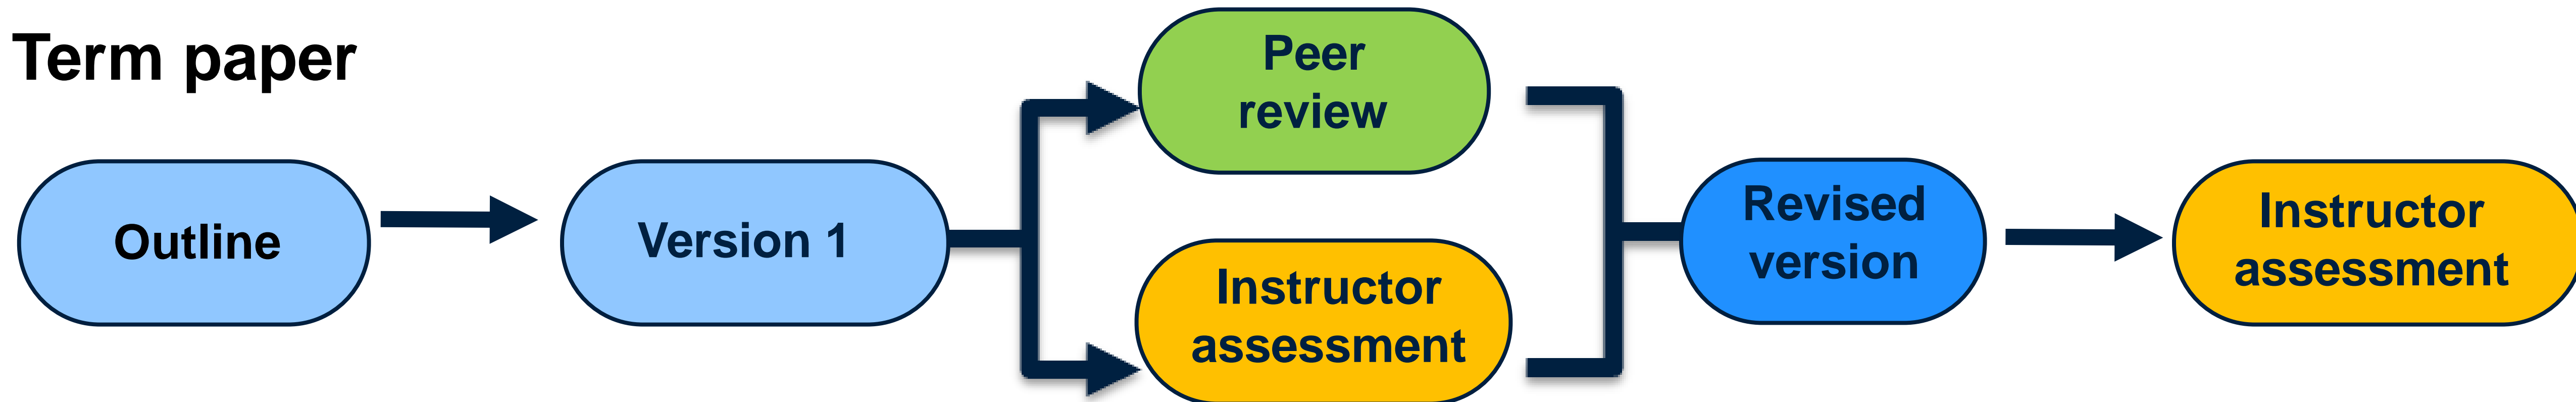 Term paper
Outline
Version 1
Peer
review
Instructor
assessment
Revised
version
Instructor
assessment